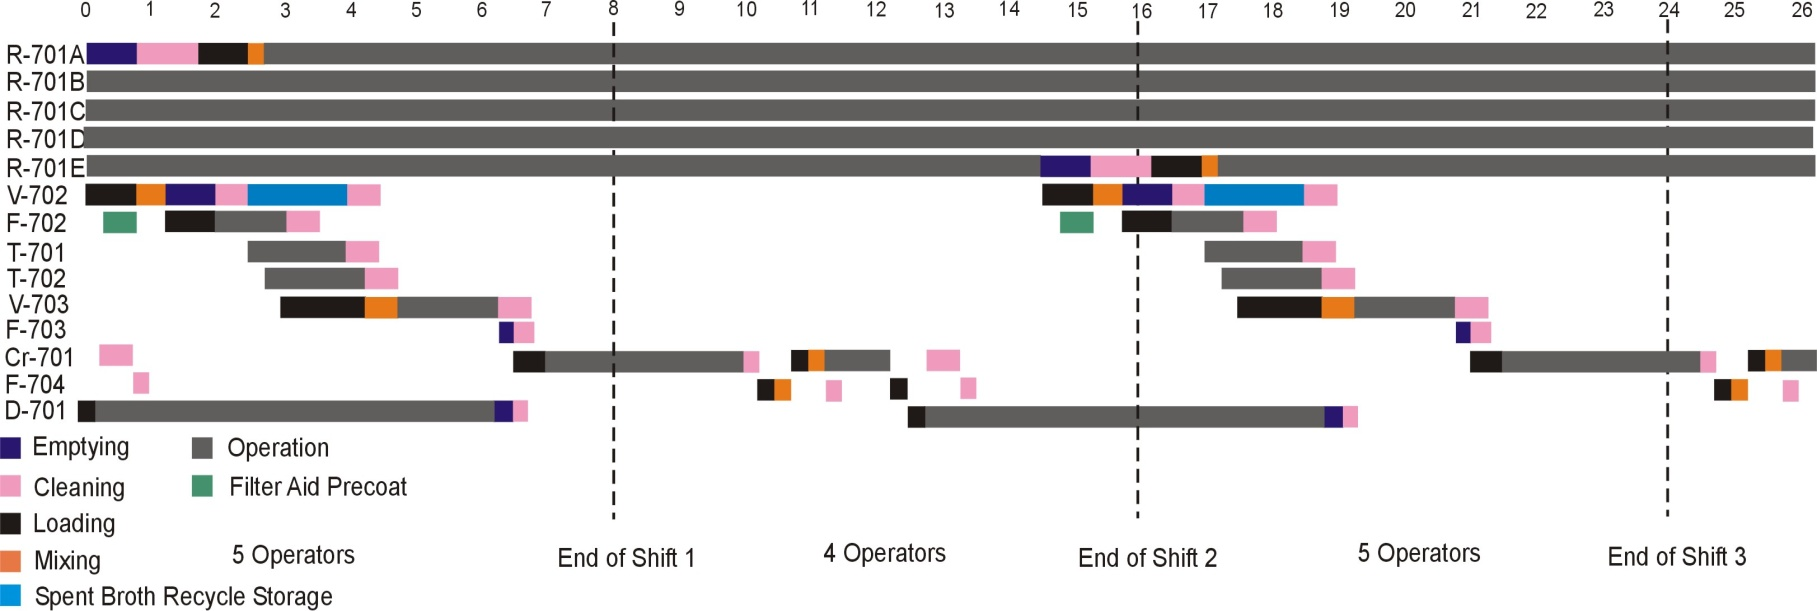 0 1 2 3 4 5 6 7 8 9 10 11 12 13 14 15 16 17 18 19 20 21 22 23 24 25 26
R-701A
R-701B
R-701C
R-701D
R-701E
V-702
F-702
T-701
T-702
V-703
F-703
Cr-701
F-704
D-701
Emptying Operation
Cleaning Filter Aid Precoat
Loading
Mixing 5 Operators End of Shift 1 4 Operators End of Shift 2 5 Operators End of Shift 3
Spent Broth Recycle Storage